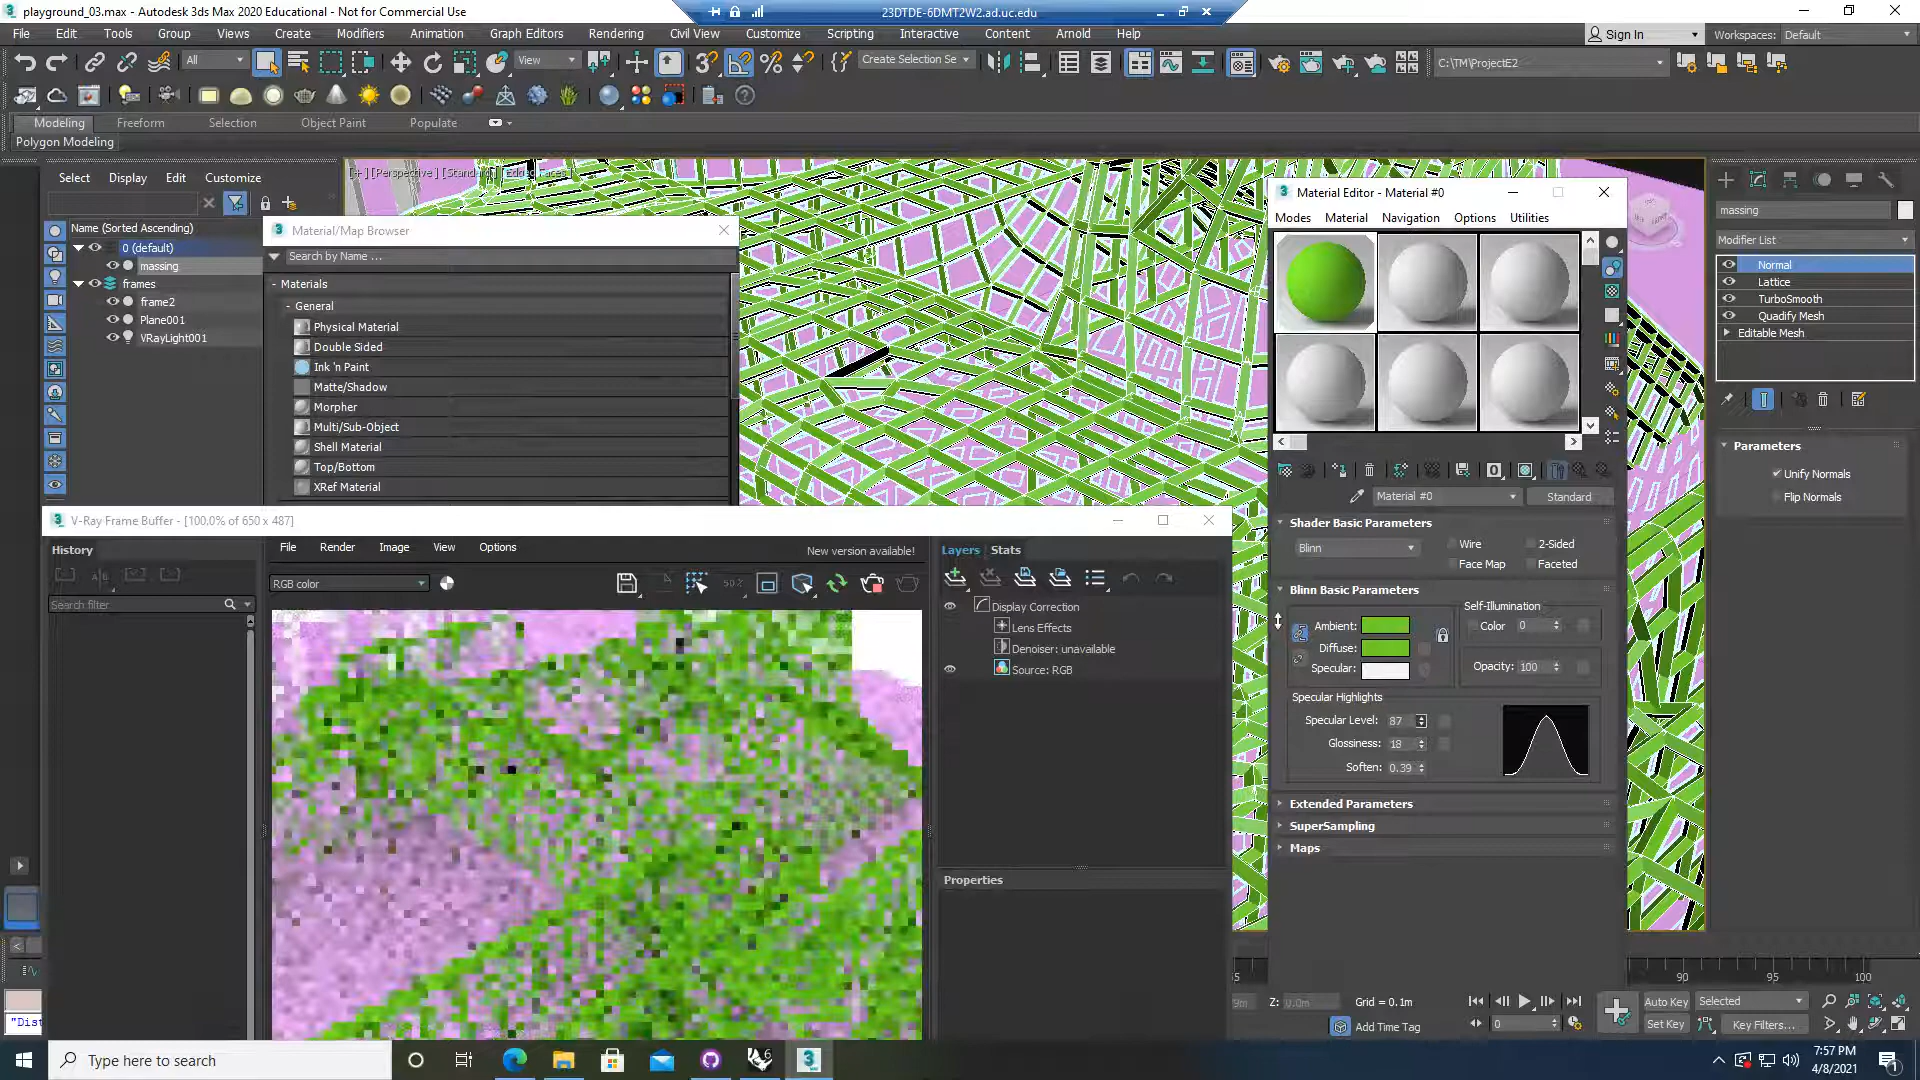 playground_03.max - Autodesk 3ds Max 2020 Educational - Not for Commercial Use
23DTDE-6DMT2W2.ad.uc.edu
File Edit Tools Group Views Create Modifiers Animation Graph Editors Rendering Civil View Customize Scripting Interactive Content Arnold Help
Sign In
Workspaces: Default
All
View
Create Selection Se
C:\TM\ProjectE2
Modeling Freeform Selection Object Paint Populate
Polygon Modeling
Select Display Edit Customize
Name (Sorted Ascending)
0 (default)
massing
frames
frame2
Plane001
VRayLight001
[+] [Perspective] [Standard] [Edged Faces]
Material/Map Browser
Search by Name ...
- Materials
- General
Physical Material
Double Sided
Ink 'n Paint
Matte/Shadow
Morpher
Multi/Sub-Object
Shell Material
Top/Bottom
XRef Material
V-Ray Frame Buffer - [100.0% of 650 x 487]
History
Search filter
File Render Image View Options
New version available!
RGB color
50%
Layers Stats
Display Correction
Lens Effects
Denoiser: unavailable
Source: RGB
Properties
Material Editor - Material #0
Modes Material Navigation Options Utilities
Material #0
Standard
Shader Basic Parameters
Blinn
Wire
2-Sided
Face Map
Faceted
Blinn Basic Parameters
Self-Illumination
Ambient:
Color 0
Diffuse:
Specular:
Opacity: 100
Specular Highlights
Specular Level: 87
Glossiness: 18
Soften: 0.39
Extended Parameters
SuperSampling
Maps
massing
Modifier List
Normal
Lattice
TurboSmooth
Quadify Mesh
Editable Mesh
Parameters
Unify Normals
Flip Normals
90 95 100
Z: 0.0m
Grid = 0.1m
Add Time Tag
0
Auto Key
Selected
Set Key
Key Filters...
"Dist
Type here to search
7:57 PM
4/8/2021